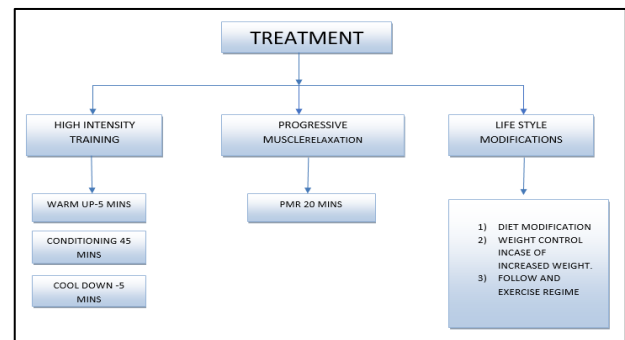 TREATMENT
HIGH INTENSITY
TRAINING
PROGRESSIVE
MUSCLERELAXATION
LIFE STYLE
MODIFICATIONS
WARM UP-5 MINS
CONDITIONING 45
MINS
COOL DOWN -5
MINS
PMR 20 MINS
1) DIET MODIFICATION
2) WEIGHT CONTROL
INCASE OF
INCREASED WEIGHT.
3) FOLLOW AND
EXERCISE REGIME